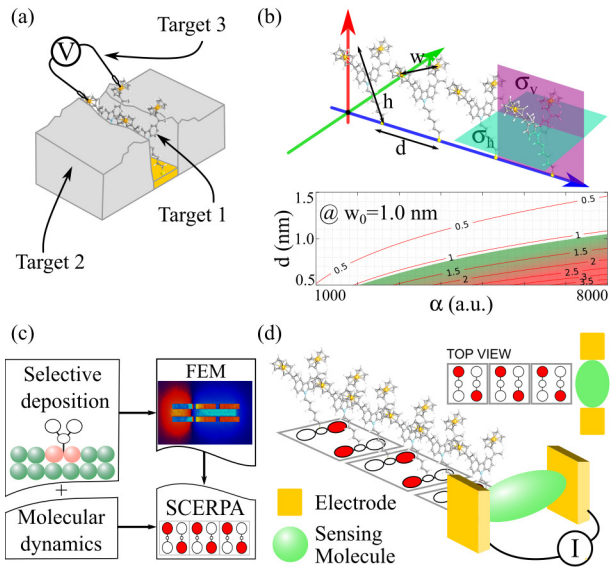 (a)
Target 3
V
Target 1
Target 2
(b)
w
h
d
σv
σh
1.5
1.0
0.5
d (nm)
@ w₀=1.0 nm
0.5
0.5
1
1
1.5
1.5
2
2
2.5
3
3.5
1000
8000
α (a.u.)
(c)
Selective
deposition
+
Molecular
dynamics
FEM
SCERPA
(d)
TOP VIEW
Electrode
Sensing
Molecule
I